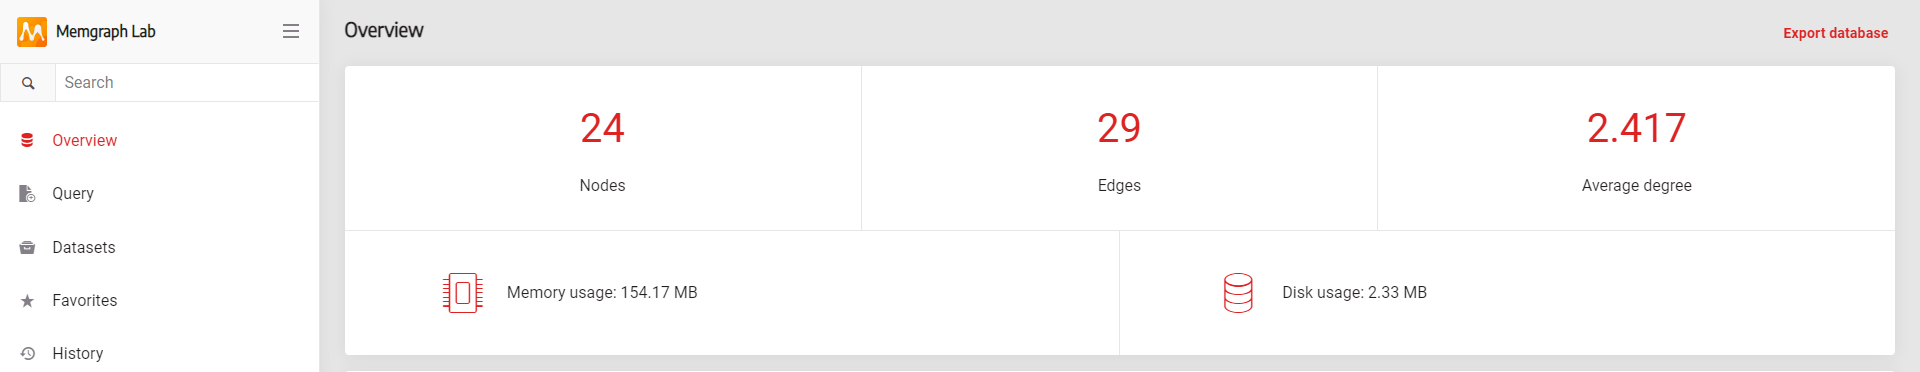 Memgraph Lab
Search
Overview
Query
Datasets
Favorites
History
Overview
Export database
24
Nodes
29
Edges
2.417
Average degree
Memory usage: 154.17 MB
Disk usage: 2.33 MB